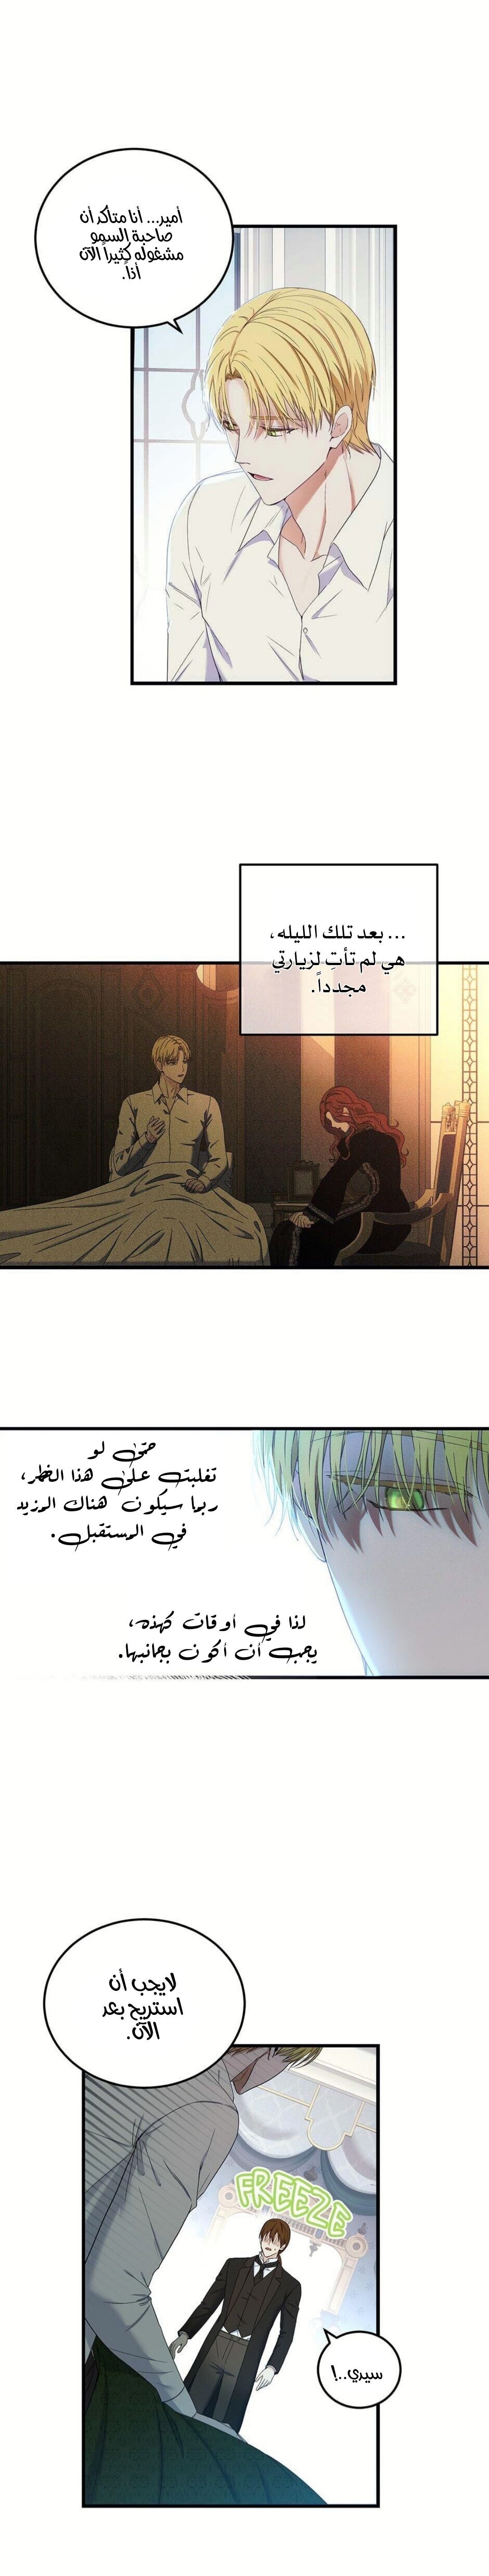 أمير... أنا متأكد أن
صاحبة السمو
مشغوله كثيراً الآن
أذاً.
... بعد تلك الليله،
هي لم تأتِ لزيارتي
مجدداً.
حتى لو
تغلبت على هذا الخطر،
ربما سيكون هناك المزيد
في المستقبل.
لذا في أوقات كهذه،
يجب أن أكون بجانبها.
لايجب أن
استريح بعد
الآن.
FREEZE
سيدي..!